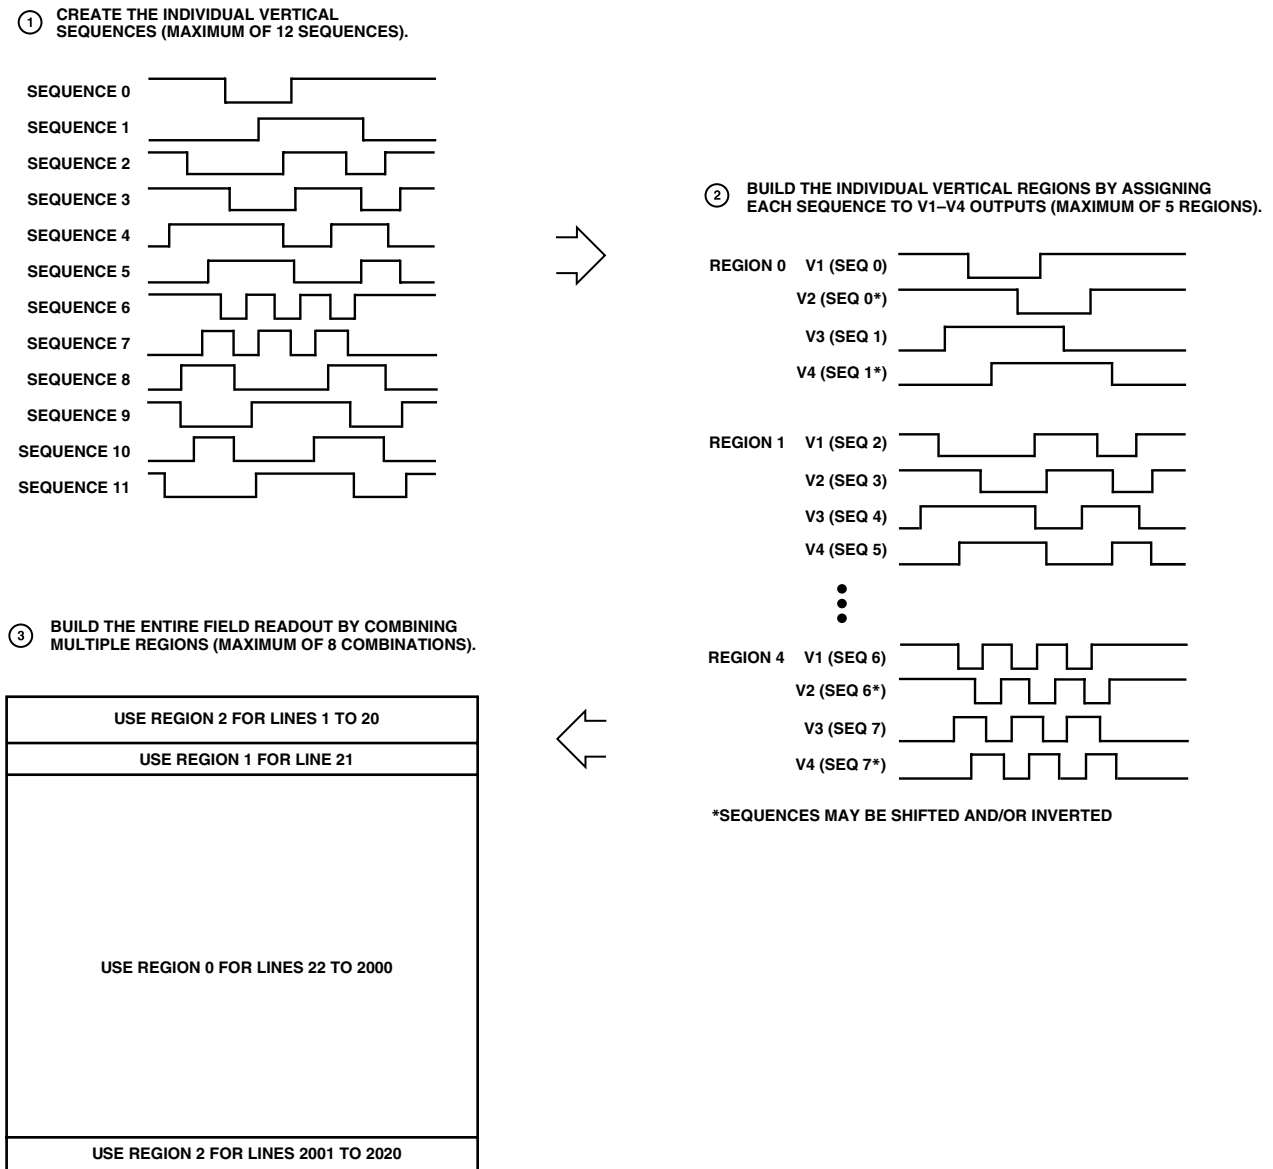 1 CREATE THE INDIVIDUAL VERTICAL
SEQUENCES (MAXIMUM OF 12 SEQUENCES).
SEQUENCE 0
SEQUENCE 1
SEQUENCE 2
SEQUENCE 3
SEQUENCE 4
SEQUENCE 5
SEQUENCE 6
SEQUENCE 7
SEQUENCE 8
SEQUENCE 9
SEQUENCE 10
SEQUENCE 11
2 BUILD THE INDIVIDUAL VERTICAL REGIONS BY ASSIGNING
EACH SEQUENCE TO V1–V4 OUTPUTS (MAXIMUM OF 5 REGIONS).
REGION 0 V1 (SEQ 0)
V2 (SEQ 0*)
V3 (SEQ 1)
V4 (SEQ 1*)
REGION 1 V1 (SEQ 2)
V2 (SEQ 3)
V3 (SEQ 4)
V4 (SEQ 5)
REGION 4 V1 (SEQ 6)
V2 (SEQ 6*)
V3 (SEQ 7)
V4 (SEQ 7*)
*SEQUENCES MAY BE SHIFTED AND/OR INVERTED
3 BUILD THE ENTIRE FIELD READOUT BY COMBINING
MULTIPLE REGIONS (MAXIMUM OF 8 COMBINATIONS).
USE REGION 2 FOR LINES 1 TO 20
USE REGION 1 FOR LINE 21
USE REGION 0 FOR LINES 22 TO 2000
USE REGION 2 FOR LINES 2001 TO 2020